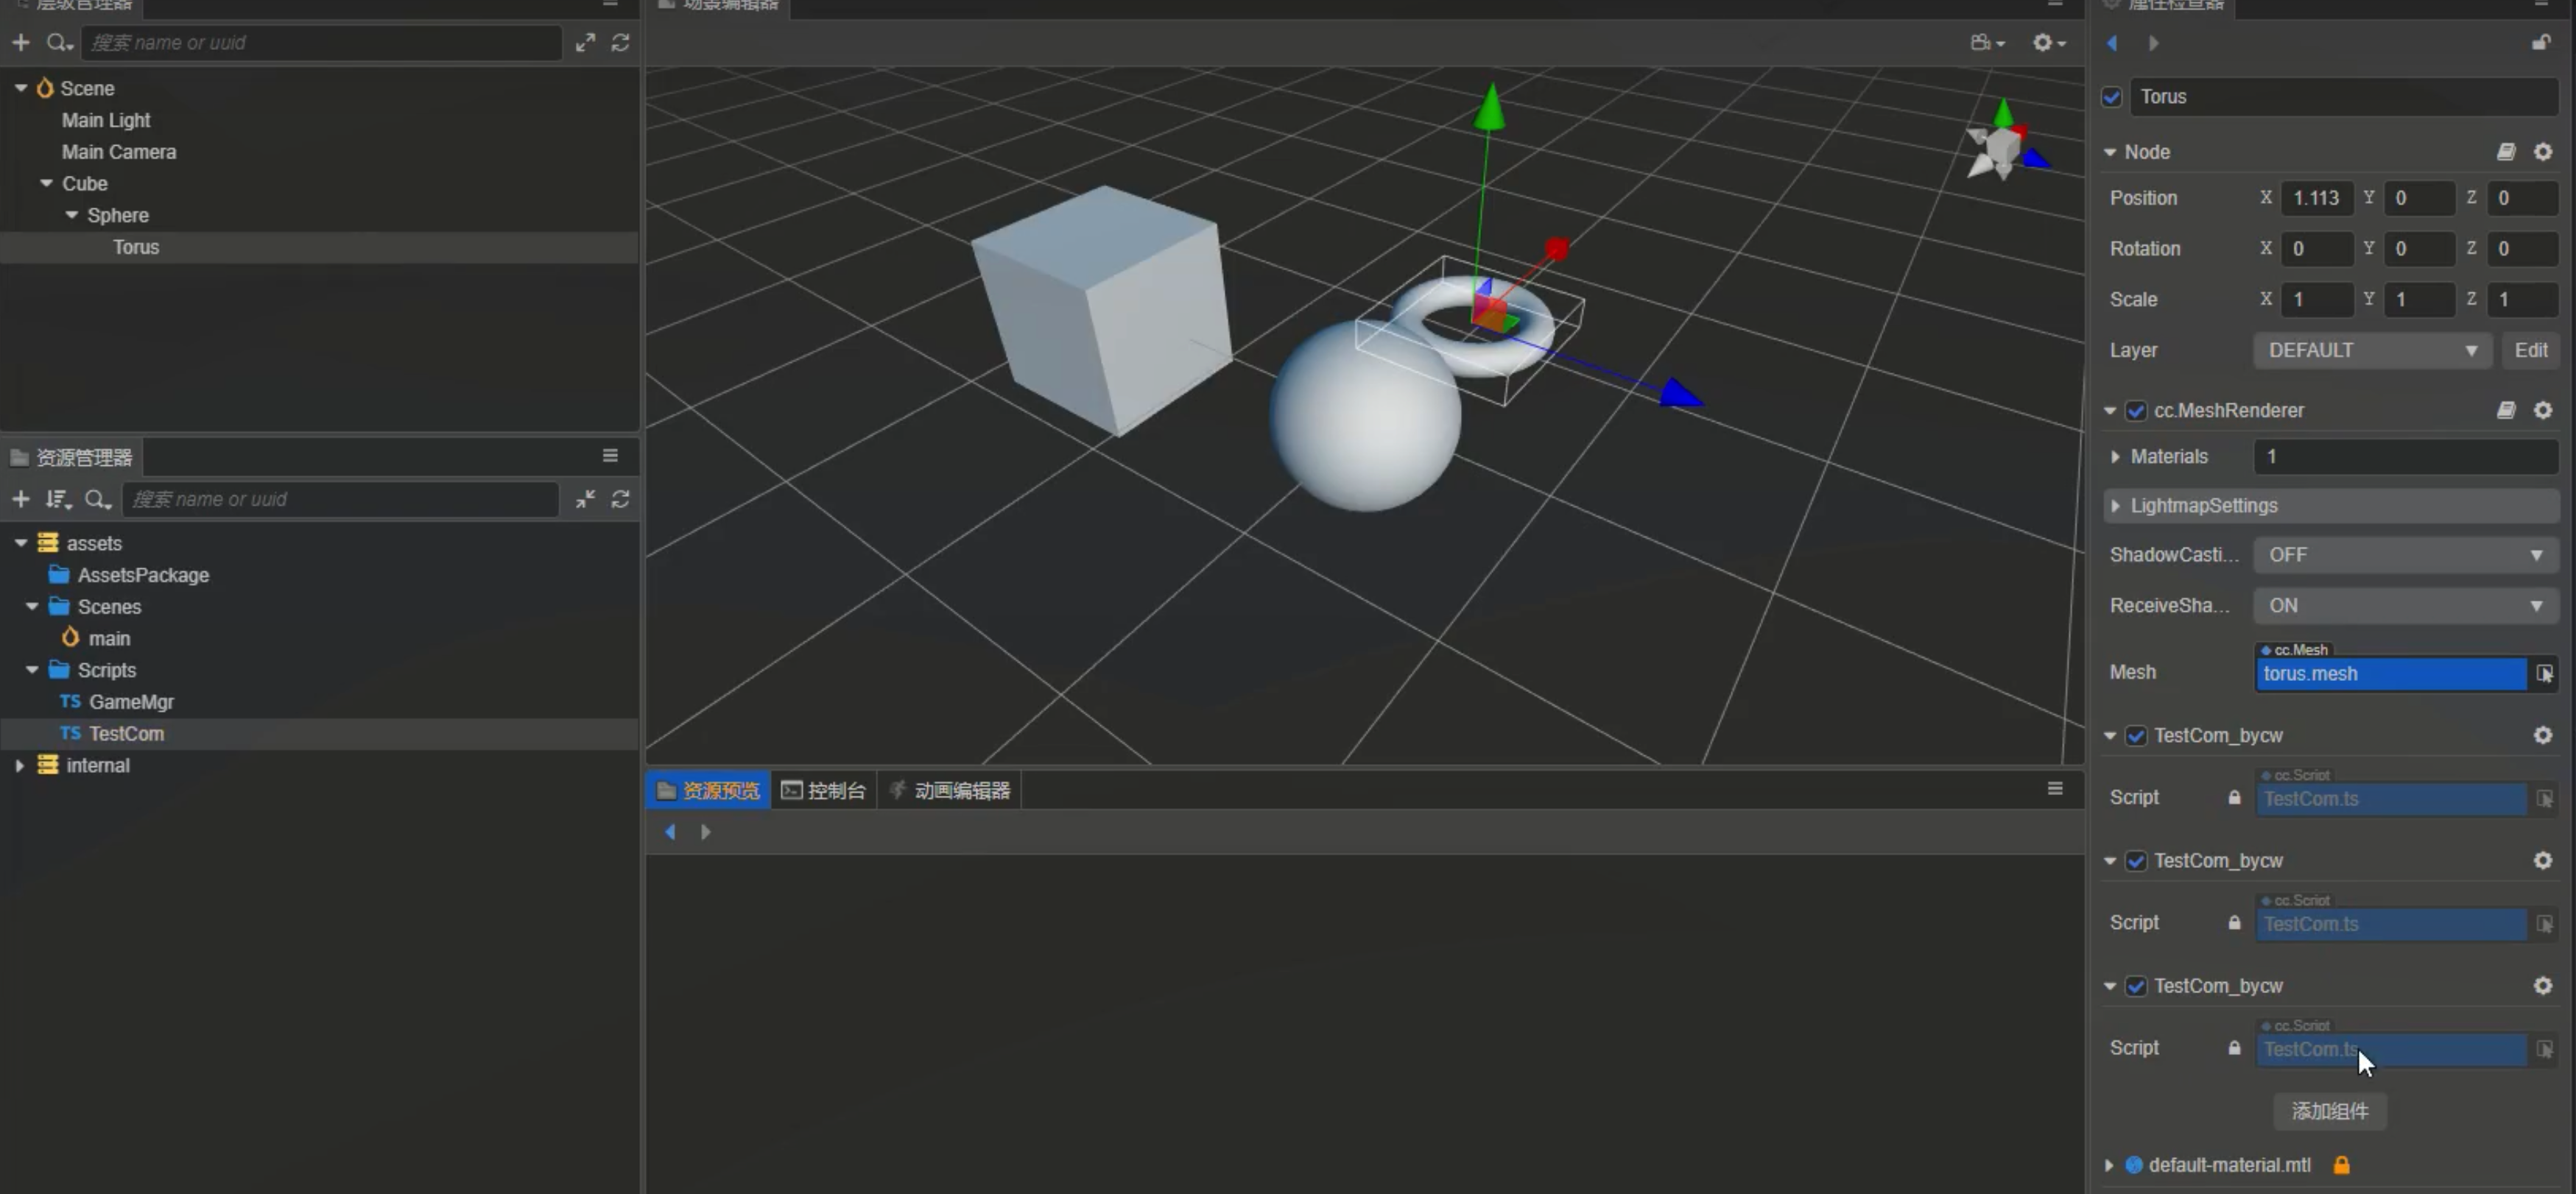 层级管理器
搜索 name or uuid
Scene
Main Light
Main Camera
Cube
Sphere
Torus
资源管理器
搜索 name or uuid
assets
AssetsPackage
Scenes
main
Scripts
TS GameMgr
TS TestCom
internal
场景编辑器
资源预览 控制台 动画编辑器
属性检查器
Torus
Node
Position X 1.113 Y 0 Z 0
Rotation X 0 Y 0 Z 0
Scale X 1 Y 1 Z 1
Layer DEFAULT Edit
cc.MeshRenderer
Materials 1
LightmapSettings
ShadowCasti... OFF
ReceiveSha... ON
cc.Mesh
Mesh torus.mesh
TestCom_bycw
cc.Script
Script TestCom.ts
TestCom_bycw
cc.Script
Script TestCom.ts
TestCom_bycw
cc.Script
Script TestCom.ts
添加组件
default-material.mtl